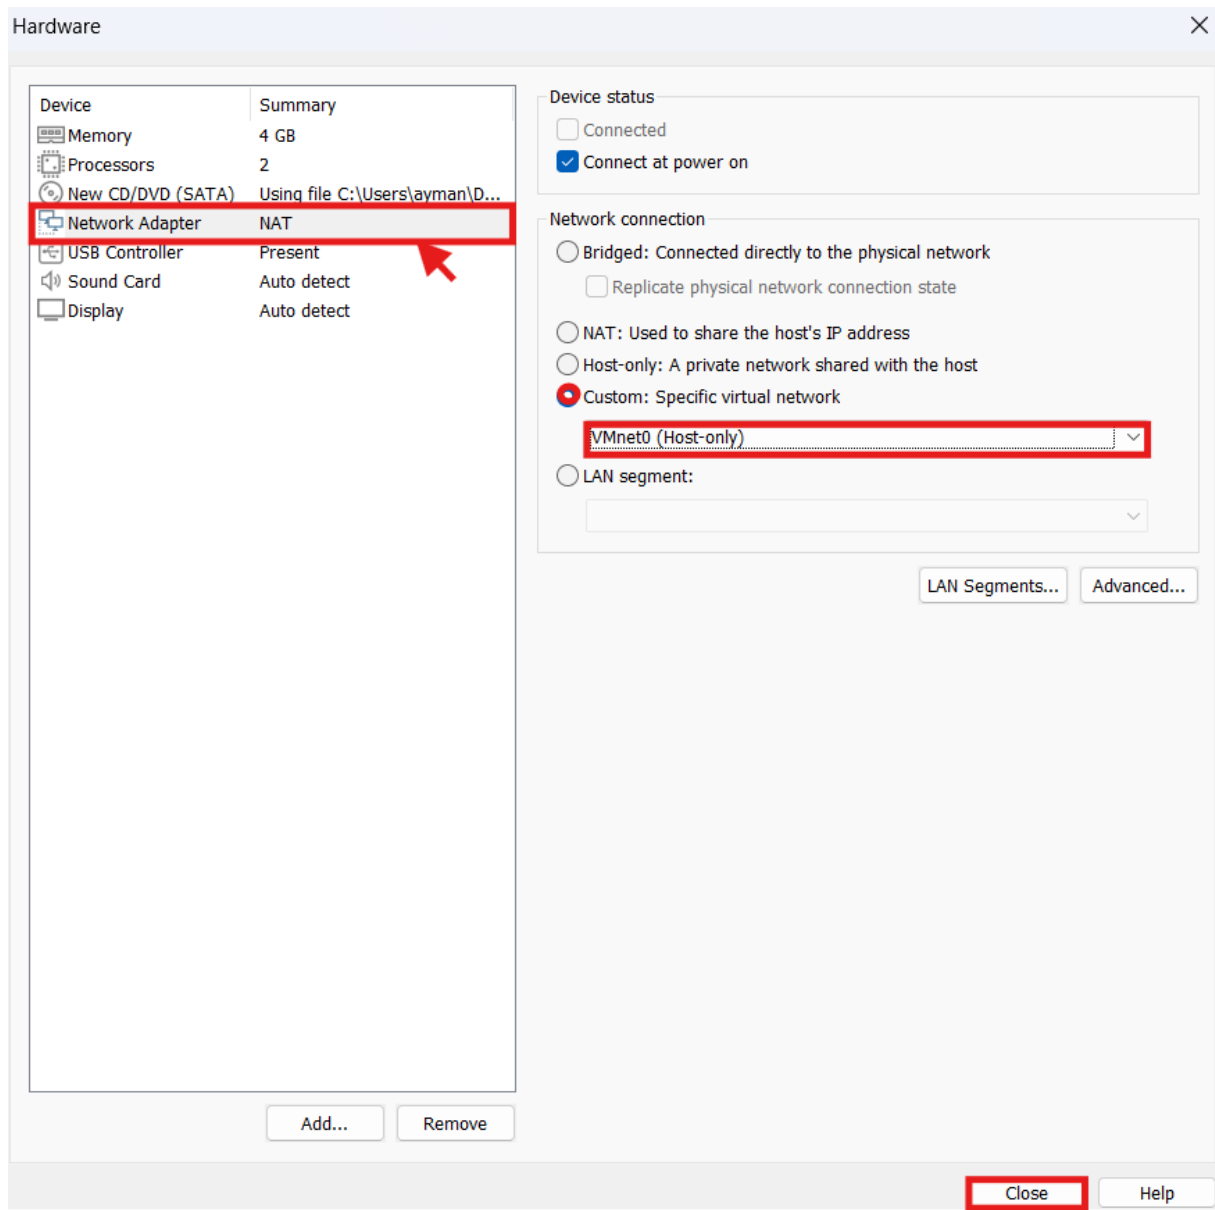 Hardware
Device Summary
Memory 4 GB
Processors 2
New CD/DVD (SATA) Using file C:\Users\ayman\D...
Network Adapter NAT
USB Controller Present
Sound Card Auto detect
Display Auto detect
Add... Remove
Device status
Connected
Connect at power on
Network connection
Bridged: Connected directly to the physical network
Replicate physical network connection state
NAT: Used to share the host's IP address
Host-only: A private network shared with the host
Custom: Specific virtual network
VMnet0 (Host-only)
LAN segment:
LAN Segments... Advanced...
Close Help